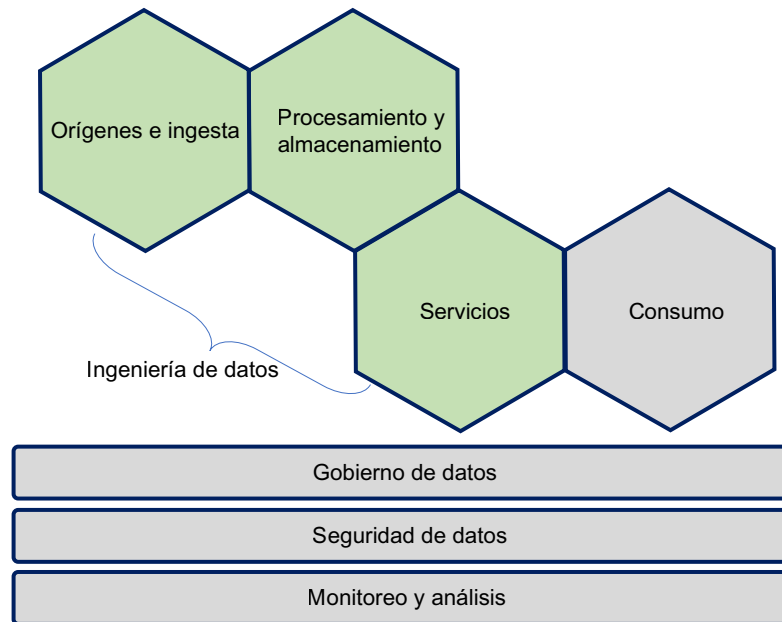 Orígenes e ingesta
Procesamiento y
almacenamiento
Servicios
Consumo
Ingeniería de datos
Gobierno de datos
Seguridad de datos
Monitoreo y análisis